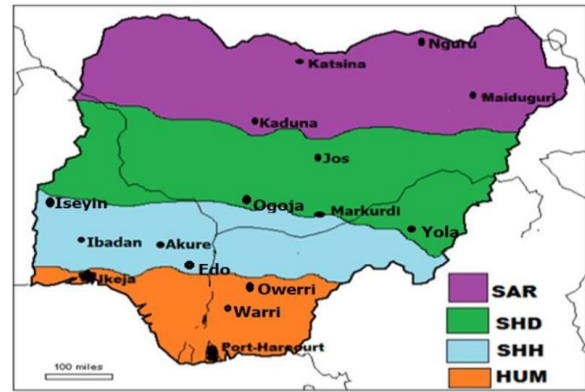 Nguru
Katsina
Maiduguri
Kaduna
Jos
Iseyin
Ogoja
Markurdi
Yola
Ibadan
Akure
Edo
Ikeja
Owerri
Warri
Port-Harcourt
100 miles
SAR
SHD
SHH
HUM